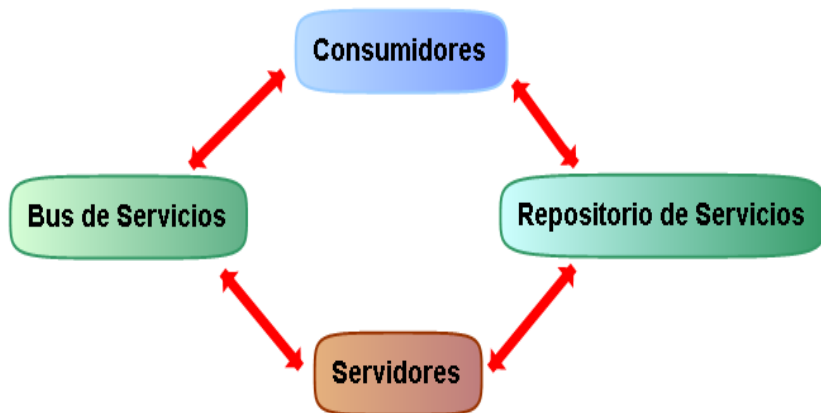 Consumidores
Bus de Servicios
Repositorio de Servicios
Servidores